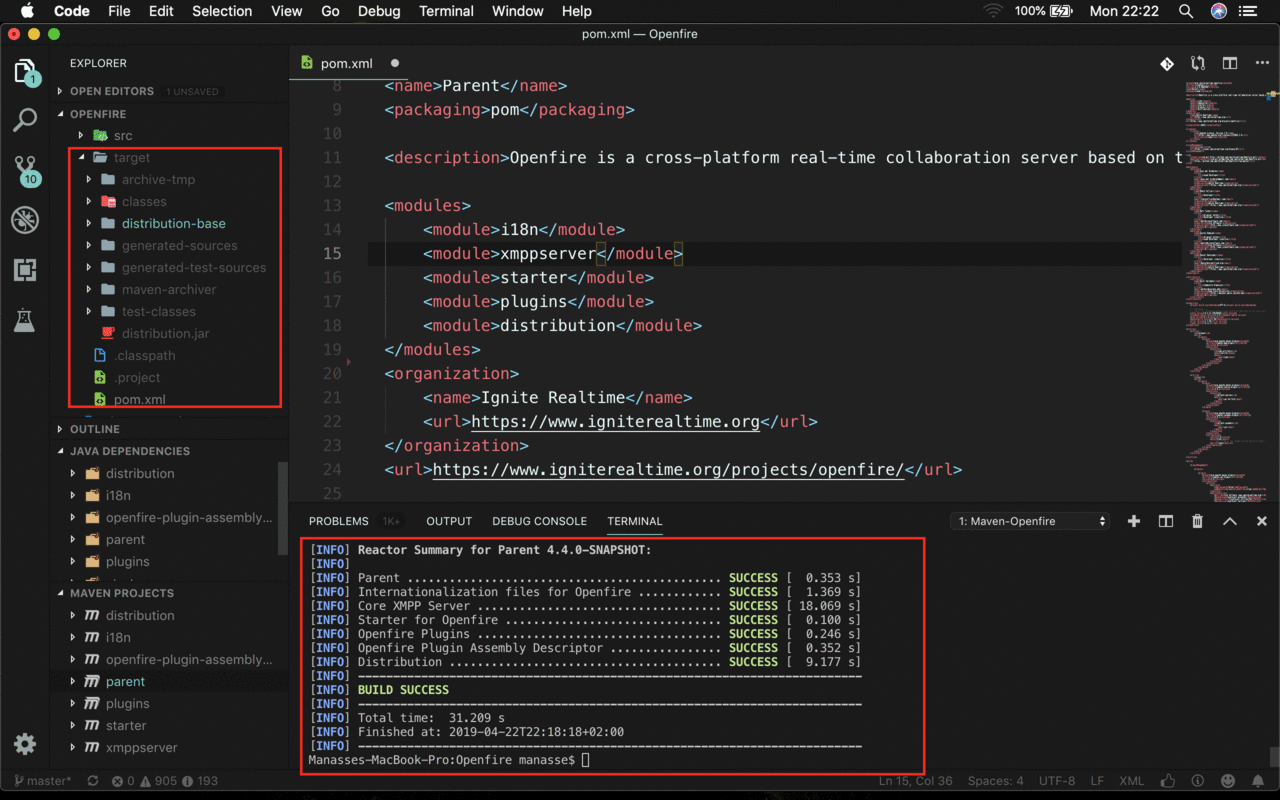 Code File Edit Selection View Go Debug Terminal Window Help 100% Mon 22:22
pom.xml — Openfire
EXPLORER
1
OPEN EDITORS 1 UNSAVED
OPENFIRE
src
target
archive-tmp
classes
distribution-base
generated-sources
generated-test-sources
maven-archiver
test-classes
distribution.jar
.classpath
.project
pom.xml
10
OUTLINE
JAVA DEPENDENCIES
distribution
i18n
openfire-plugin-assembly...
parent
plugins
MAVEN PROJECTS
distribution
i18n
openfire-plugin-assembly...
parent
plugins
starter
xmppserver
pom.xml
8 <name>Parent</name>
9 <packaging>pom</packaging>
10
11 <description>Openfire is a cross-platform real-time collaboration server based on t
12
13 <modules>
14 <module>i18n</module>
15 <module>xmppserver</module>
16 <module>starter</module>
17 <module>plugins</module>
18 <module>distribution</module>
19 </modules>
20 <organization>
21 <name>Ignite Realtime</name>
22 <url>https://www.igniterealtime.org</url>
23 </organization>
24 <url>https://www.igniterealtime.org/projects/openfire/</url>
25
PROBLEMS 1K+ OUTPUT DEBUG CONSOLE TERMINAL 1: Maven-Openfire
[INFO] Reactor Summary for Parent 4.4.0-SNAPSHOT:
[INFO]
[INFO] Parent ............................................. SUCCESS [  0.353 s]
[INFO] Internationalization files for Openfire ............ SUCCESS [  1.369 s]
[INFO] Core XMPP Server ................................... SUCCESS [ 18.069 s]
[INFO] Starter for Openfire ............................... SUCCESS [  0.100 s]
[INFO] Openfire Plugins ................................... SUCCESS [  0.246 s]
[INFO] Openfire Plugin Assembly Descriptor ................ SUCCESS [  0.352 s]
[INFO] Distribution ....................................... SUCCESS [  9.177 s]
[INFO] ------------------------------------------------------------------------
[INFO] BUILD SUCCESS
[INFO] ------------------------------------------------------------------------
[INFO] Total time:  31.209 s
[INFO] Finished at: 2019-04-22T22:18:18+02:00
[INFO] ------------------------------------------------------------------------
Manasses-MacBook-Pro:Openfire manasse$
master* 0 905 193 Ln 15, Col 36 Spaces: 4 UTF-8 LF XML